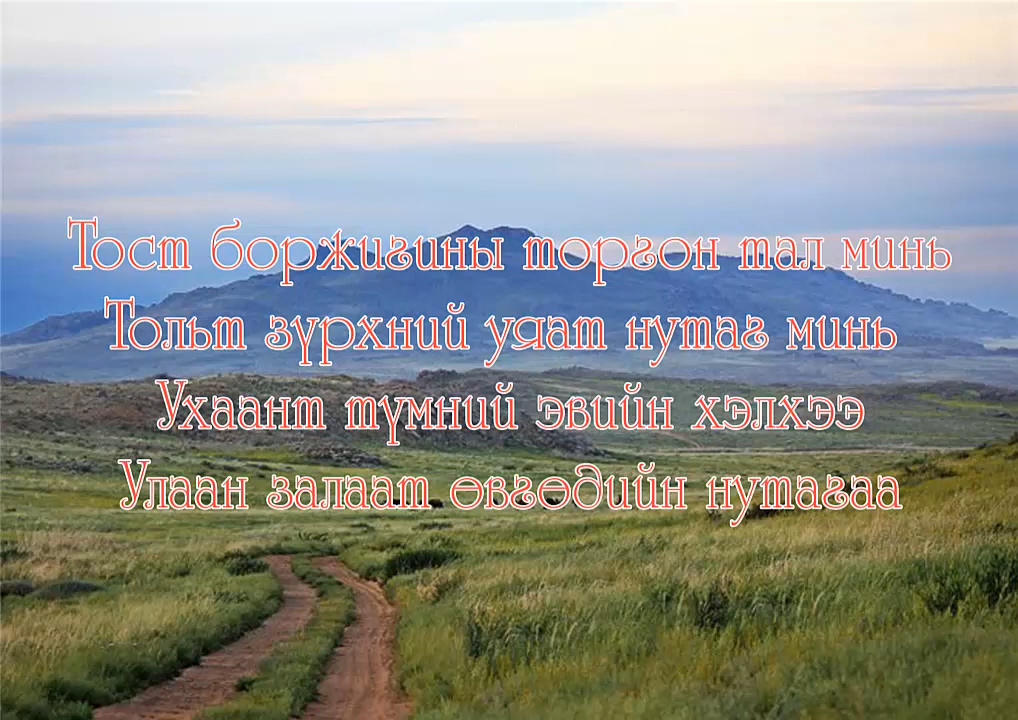 Тост боржигины торгон тал минь
Тольт зүрхний уяат нутаг минь
Ухаант түмний эвийн хэлхээ
Улаан залаат өвгөдийн нутагаа